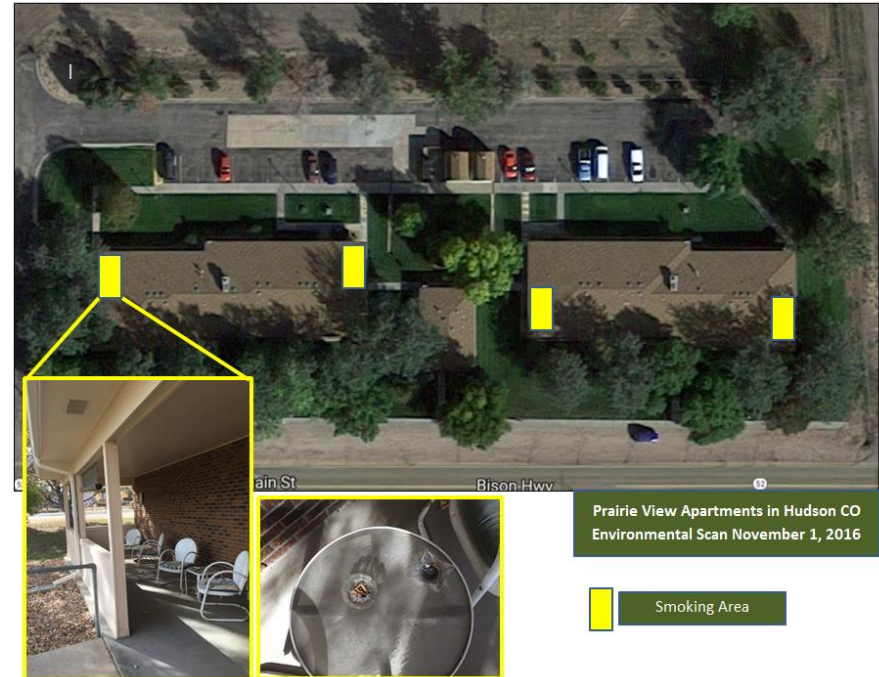 ain St
Bison Hwy
52
Prairie View Apartments in Hudson CO
Environmental Scan November 1, 2016
Smoking Area